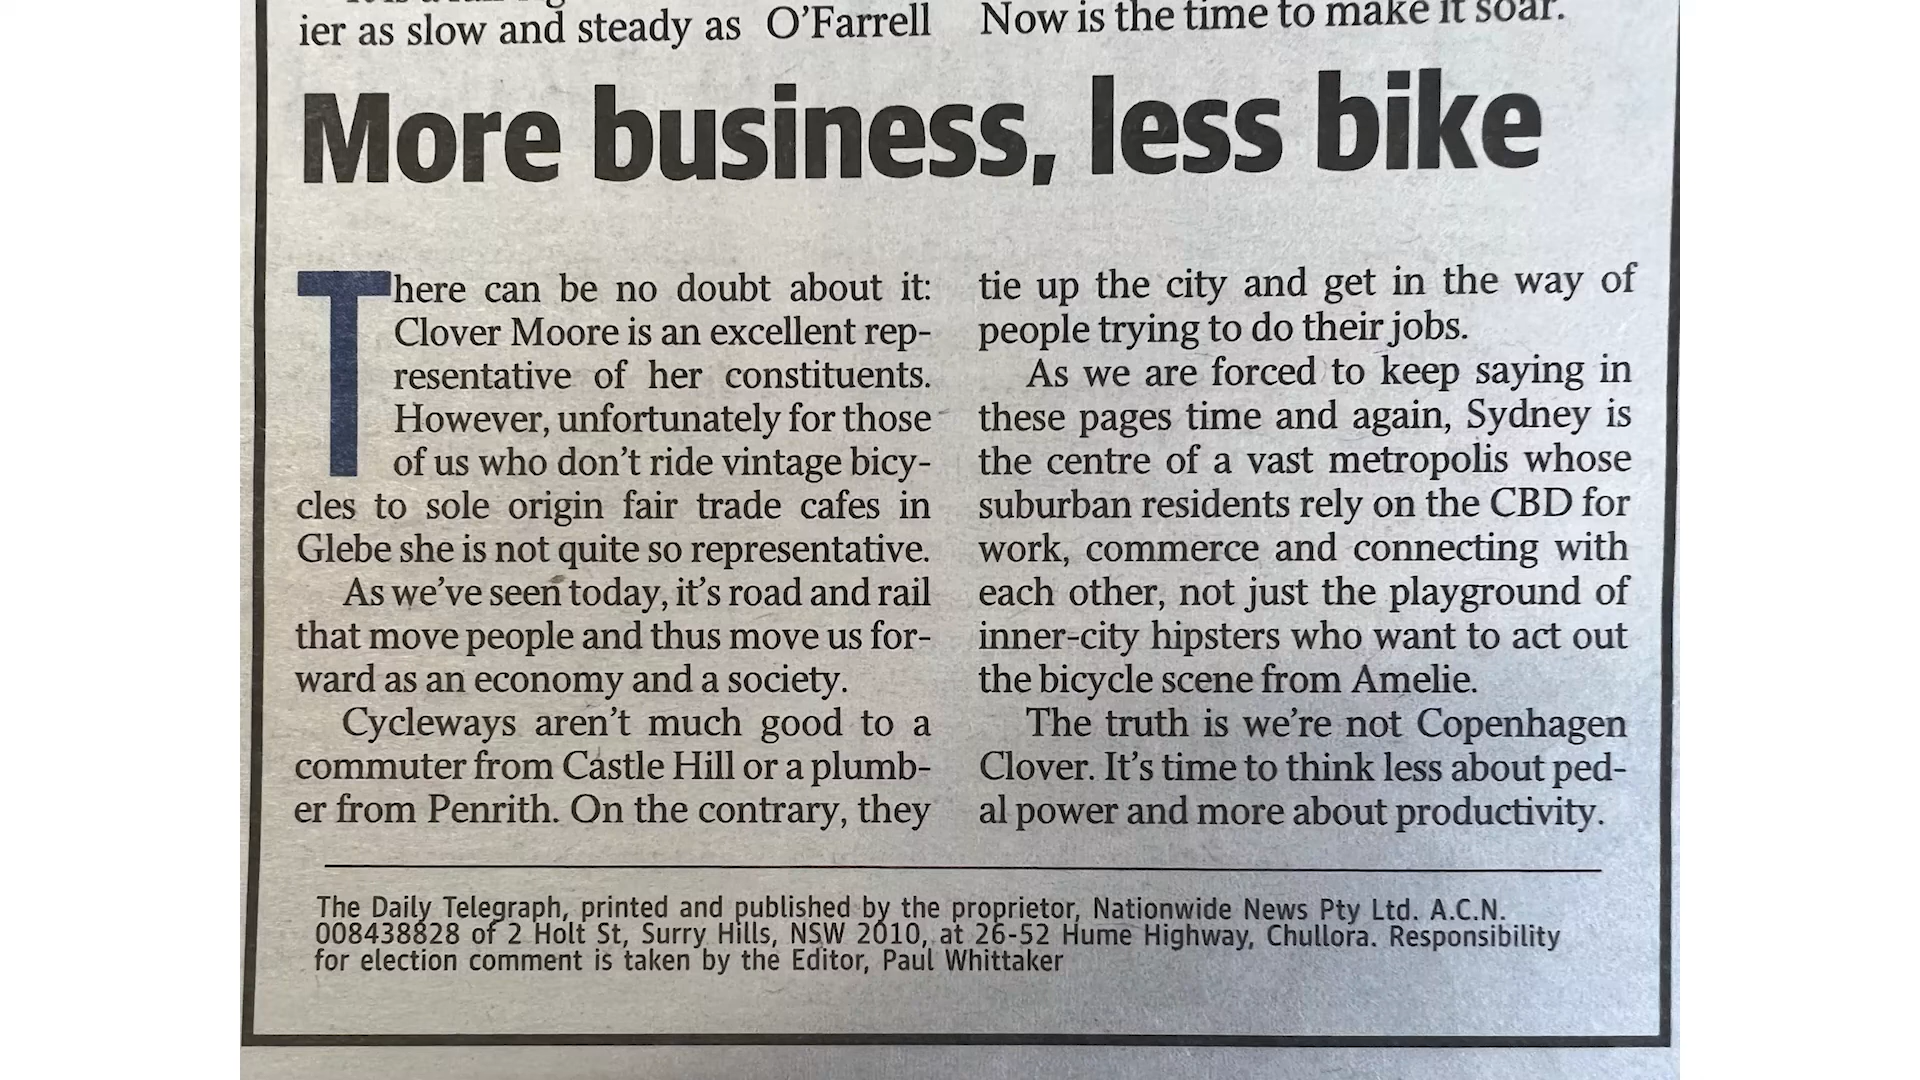 ier as slow and steady as O’Farrell
Now is the time to make it soar.
More business, less bike
There can be no doubt about it:
Clover Moore is an excellent rep-
resentative of her constituents.
However, unfortunately for those
of us who don’t ride vintage bicy-
cles to sole origin fair trade cafes in
Glebe she is not quite so representative.
As we’ve seen today, it’s road and rail
that move people and thus move us for-
ward as an economy and a society.
Cycleways aren’t much good to a
commuter from Castle Hill or a plumb-
er from Penrith. On the contrary, they
tie up the city and get in the way of
people trying to do their jobs.
As we are forced to keep saying in
these pages time and again, Sydney is
the centre of a vast metropolis whose
suburban residents rely on the CBD for
work, commerce and connecting with
each other, not just the playground of
inner-city hipsters who want to act out
the bicycle scene from Amelie.
The truth is we’re not Copenhagen
Clover. It’s time to think less about ped-
al power and more about productivity.
The Daily Telegraph, printed and published by the proprietor, Nationwide News Pty Ltd. A.C.N.
008438828 of 2 Holt St, Surry Hills, NSW 2010, at 26-52 Hume Highway, Chullora. Responsibility
for election comment is taken by the Editor, Paul Whittaker